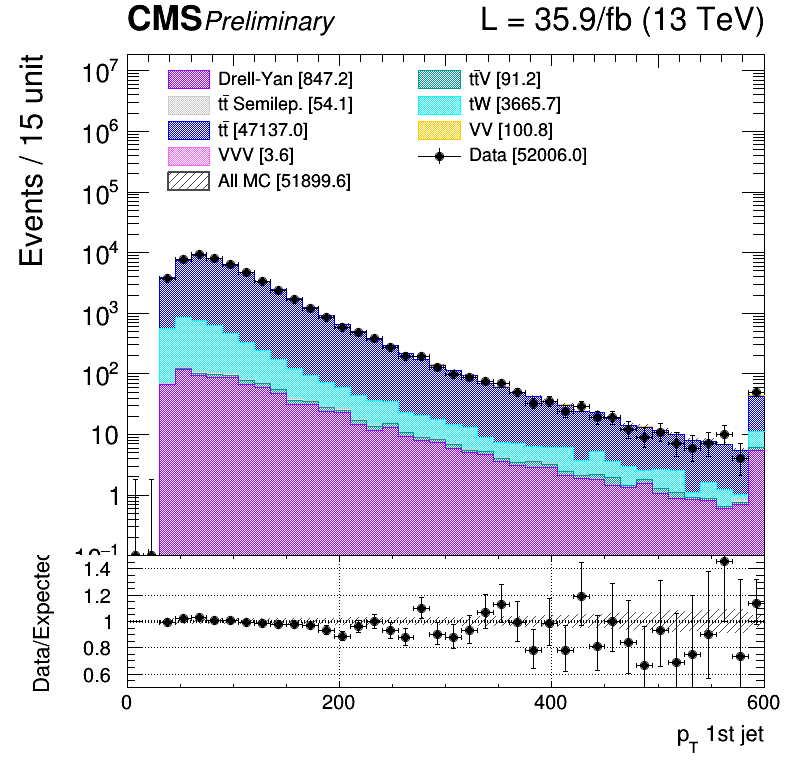 CMS Preliminary L = 35.9/fb (13 TeV)
Events / 15 unit
10⁷
10⁶
10⁵
10⁴
10³
10²
10
1
10⁻¹
Drell-Yan [847.2]
tt̄ Semilep. [54.1]
tt̄ [47137.0]
VVV [3.6]
All MC [51899.6]
tt̄V [91.2]
tW [3665.7]
VV [100.8]
Data [52006.0]
Data/Expected
1.4
1.2
1
0.8
0.6
0 200 400 600
p_T 1st jet